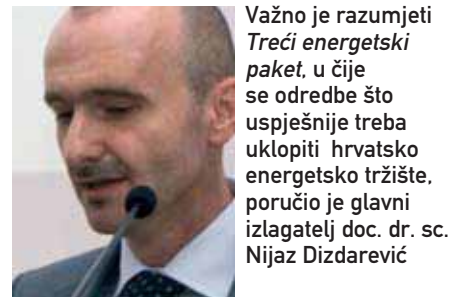 Važno je razumjeti
Treći energetski
paket, u čije
se odredbe što
uspješnije treba
uklopiti hrvatsko
energetsko tržište,
poručio je glavni
izlagatelj doc. dr. sc.
Nijaz Dizdarević